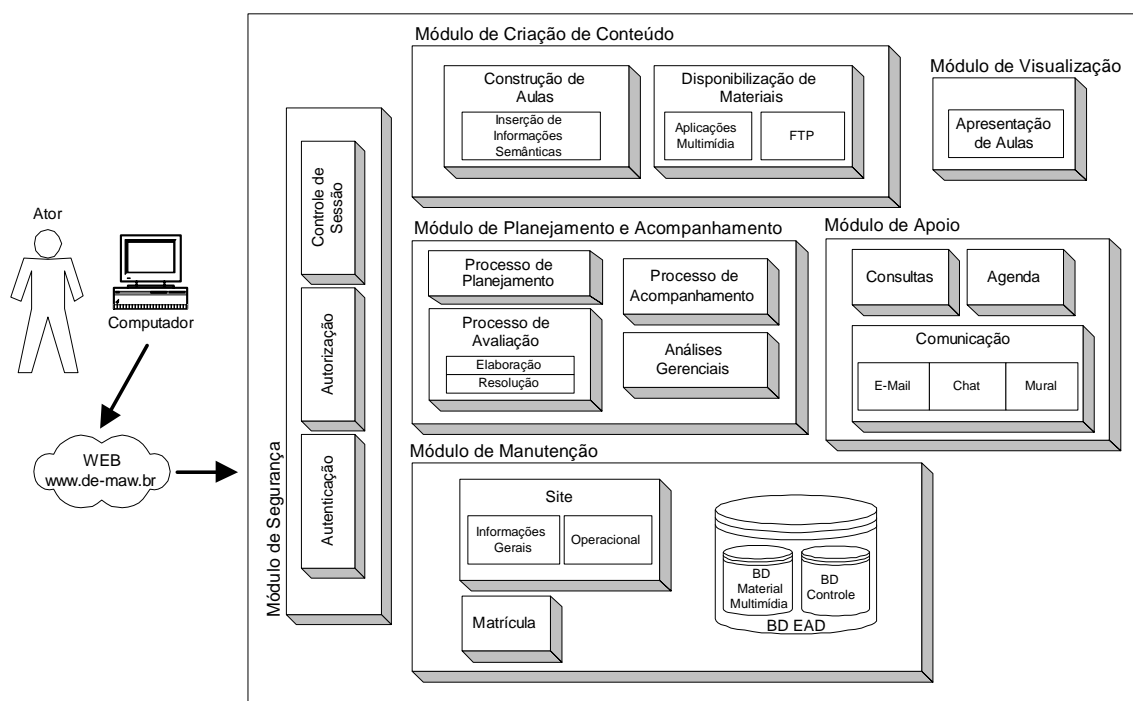 Ator
Computador
WEB
www.de-maw.br
Módulo de Segurança
Controle de
Sessão
Autorização
Autenticação
Módulo de Criação de Conteúdo
Construção de
Aulas
Inserção de
Informações
Semânticas
Disponibilização de
Materiais
Aplicações
Multimídia
FTP
Módulo de Visualização
Apresentação
de Aulas
Módulo de Planejamento e Acompanhamento
Processo de
Planejamento
Processo de
Acompanhamento
Processo de
Avaliação
Elaboração
Resolução
Análises
Gerenciais
Módulo de Apoio
Consultas
Agenda
Comunicação
E-Mail
Chat
Mural
Módulo de Manutenção
Site
Informações
Gerais
Operacional
Matrícula
BD
Material
Multimídia
BD
Controle
BD EAD